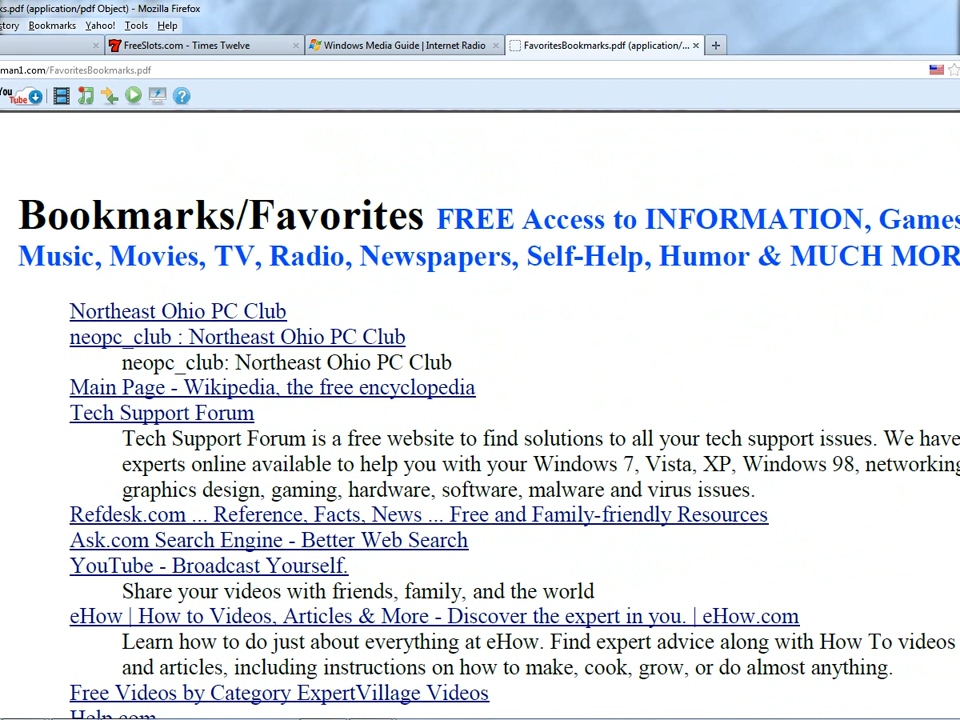 ks.pdf (application/pdf Object) - Mozilla Firefox
story Bookmarks Yahoo! Tools Help
FreeSlots.com - Times Twelve
Windows Media Guide | Internet Radio
FavoritesBookmarks.pdf (application/...
man1.com/FavoritesBookmarks.pdf
You Tube
Bookmarks/Favorites FREE Access to INFORMATION, Games
Music, Movies, TV, Radio, Newspapers, Self-Help, Humor & MUCH MOR
Northeast Ohio PC Club
neopc_club : Northeast Ohio PC Club
neopc_club: Northeast Ohio PC Club
Main Page - Wikipedia, the free encyclopedia
Tech Support Forum
Tech Support Forum is a free website to find solutions to all your tech support issues. We have
experts online available to help you with your Windows 7, Vista, XP, Windows 98, networking
graphics design, gaming, hardware, software, malware and virus issues.
Refdesk.com ... Reference, Facts, News ... Free and Family-friendly Resources
Ask.com Search Engine - Better Web Search
YouTube - Broadcast Yourself.
Share your videos with friends, family, and the world
eHow | How to Videos, Articles & More - Discover the expert in you. | eHow.com
Learn how to do just about everything at eHow. Find expert advice along with How To videos
and articles, including instructions on how to make, cook, grow, or do almost anything.
Free Videos by Category ExpertVillage Videos
Help.com